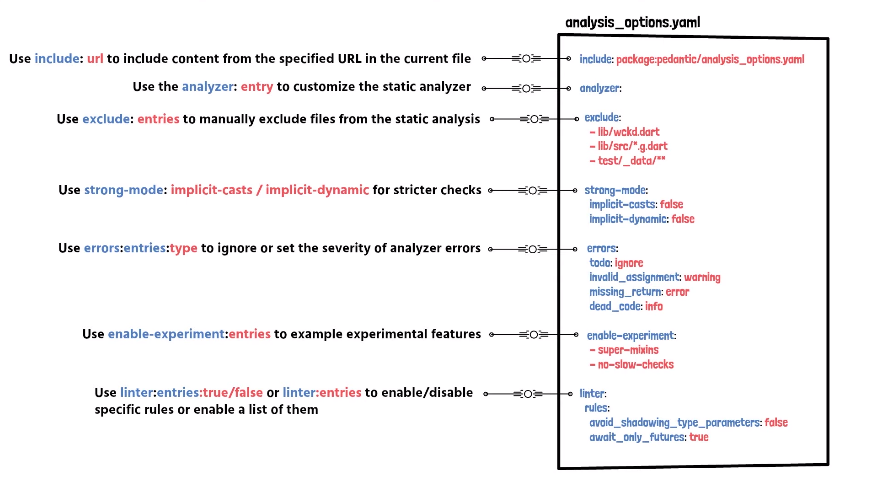 analysis_options.yaml
Use include: url to include content from the specified URL in the current file
include: package:pedantic/analysis_options.yaml
Use the analyzer: entry to customize the static analyzer
analyzer:
Use exclude: entries to manually exclude files from the static analysis
exclude:
- lib/wckd.dart
- lib/src/*.g.dart
- test/_data/**
Use strong-mode: implicit-casts / implicit-dynamic for stricter checks
strong-mode:
implicit-casts: false
implicit-dynamic: false
Use errors:entries:type to ignore or set the severity of analyzer errors
errors:
todo: ignore
invalid_assignment: warning
missing_return: error
dead_code: info
Use enable-experiment:entries to example experimental features
enable-experiment:
- super-mixins
- no-slow-checks
Use linter:entries:true/false or linter:entries to enable/disable
specific rules or enable a list of them
linter:
rules:
avoid_shadowing_type_parameters: false
await_only_futures: true